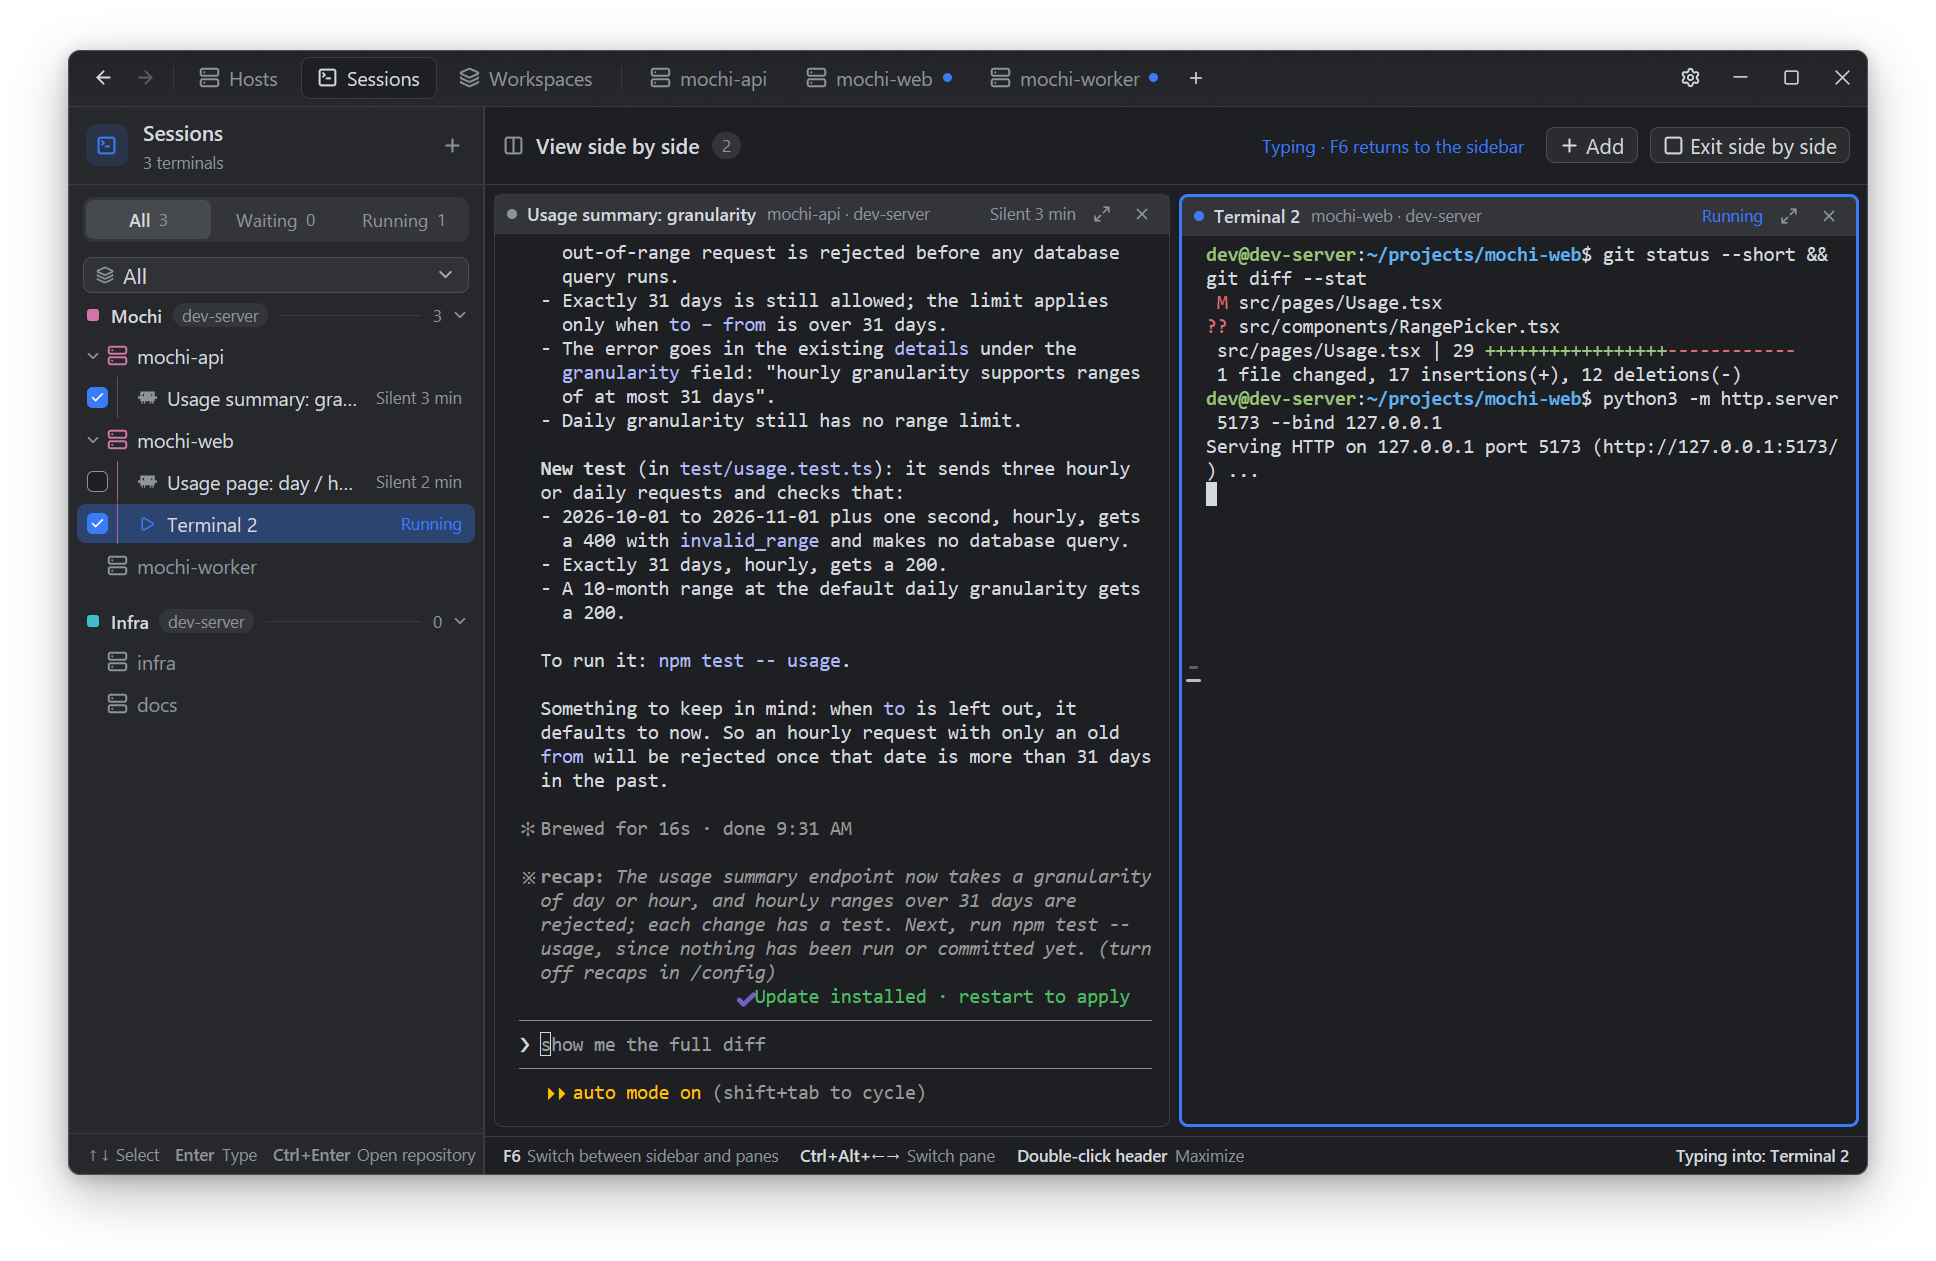 Hosts Sessions Workspaces mochi-api mochi-web mochi-worker
Sessions
3 terminals
All 3 Waiting 0 Running 1
All
Mochi dev-server 3
mochi-api
Usage summary: gra... Silent 3 min
mochi-web
Usage page: day / h... Silent 2 min
Terminal 2 Running
mochi-worker
Infra dev-server 0
infra
docs
↑↓ Select Enter Type Ctrl+Enter Open repository
View side by side 2 Typing · F6 returns to the sidebar + Add Exit side by side
Usage summary: granularity mochi-api · dev-server Silent 3 min
out-of-range request is rejected before any database
query runs.
- Exactly 31 days is still allowed; the limit applies
only when to – from is over 31 days.
- The error goes in the existing details under the
granularity field: "hourly granularity supports ranges
of at most 31 days".
- Daily granularity still has no range limit.
New test (in test/usage.test.ts): it sends three hourly
or daily requests and checks that:
- 2026-10-01 to 2026-11-01 plus one second, hourly, gets
a 400 with invalid_range and makes no database query.
- Exactly 31 days, hourly, gets a 200.
- A 10-month range at the default daily granularity gets
a 200.
To run it: npm test -- usage.
Something to keep in mind: when to is left out, it
defaults to now. So an hourly request with only an old
from will be rejected once that date is more than 31 days
in the past.
✻ Brewed for 16s · done 9:31 AM
※ recap: The usage summary endpoint now takes a granularity
of day or hour, and hourly ranges over 31 days are
rejected; each change has a test. Next, run npm test --
usage, since nothing has been run or committed yet. (turn
off recaps in /config)
✔Update installed · restart to apply
❯ show me the full diff
⏵⏵ auto mode on (shift+tab to cycle)
Terminal 2 mochi-web · dev-server Running
dev@dev-server:~/projects/mochi-web$ git status --short &&
git diff --stat
M src/pages/Usage.tsx
?? src/components/RangePicker.tsx
src/pages/Usage.tsx | 29 +++++++++++++++++------------
1 file changed, 17 insertions(+), 12 deletions(-)
dev@dev-server:~/projects/mochi-web$ python3 -m http.server
5173 --bind 127.0.0.1
Serving HTTP on 127.0.0.1 port 5173 (http://127.0.0.1:5173/
) ...
F6 Switch between sidebar and panes Ctrl+Alt+←→ Switch pane Double-click header Maximize Typing into: Terminal 2